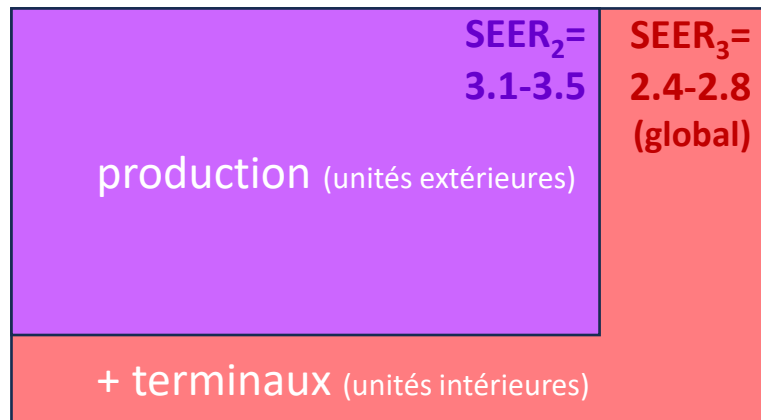 SEER₂=
3.1-3.5
SEER₃=
2.4-2.8
(global)
production (unités extérieures)
+ terminaux (unités intérieures)